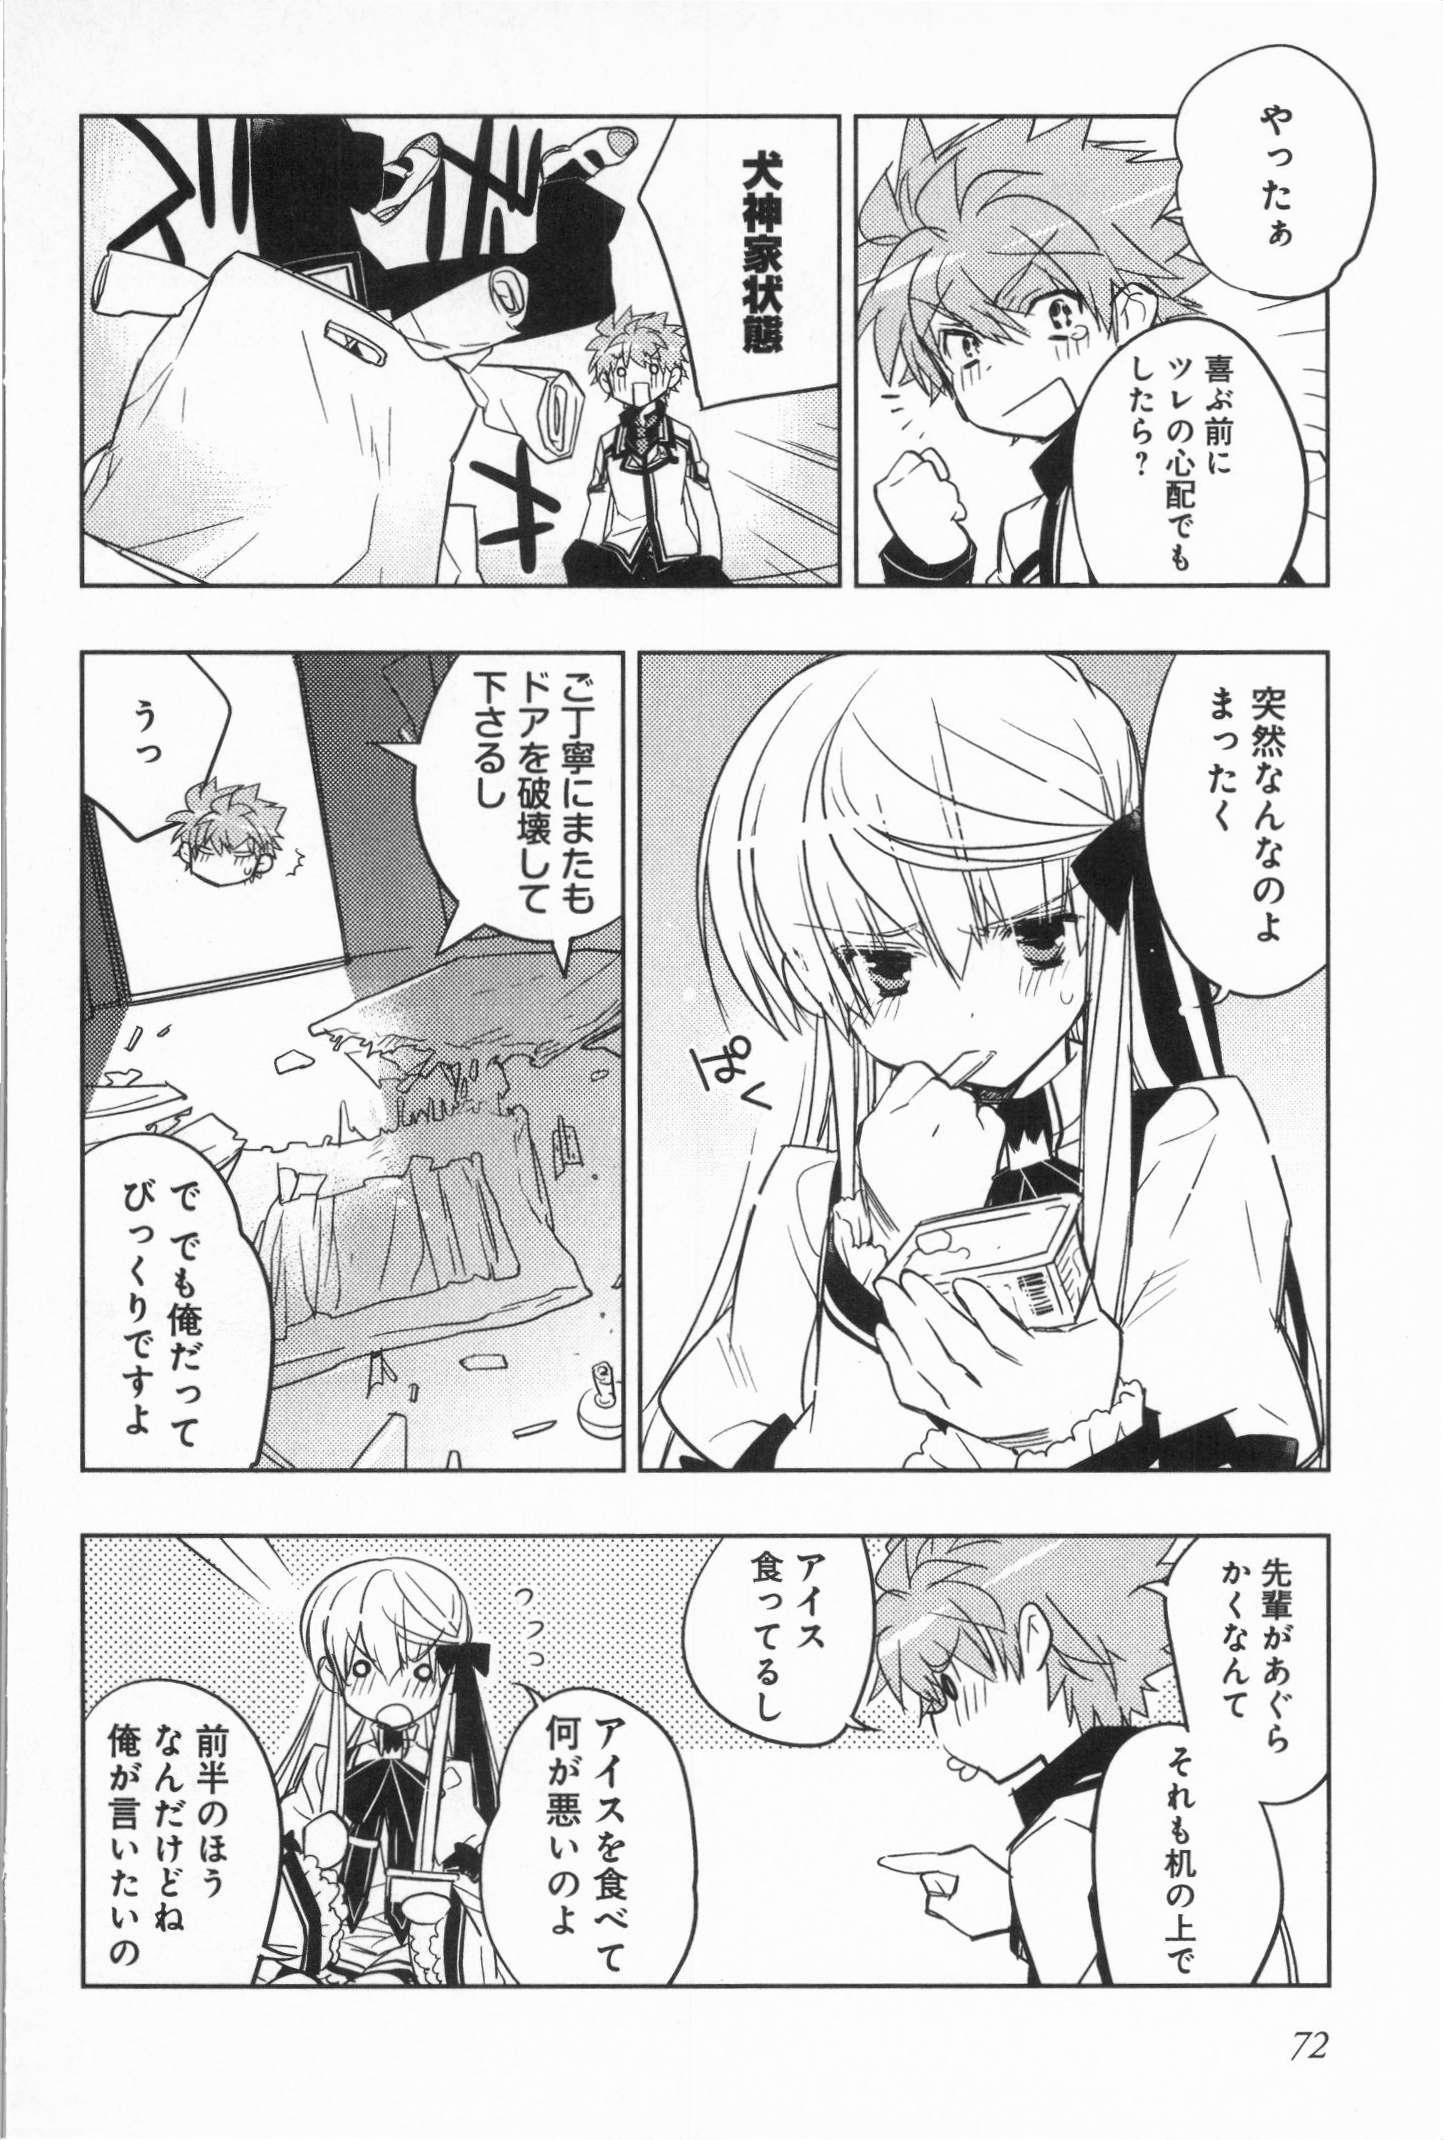 やったぁ
喜ぶ前に
ツレの心配でも
したら?
犬神家状態
突然なんなのよ
まったく
ぱく
ご丁寧にまたも
ドアを破壊して
下さるし
うっ
で でも俺だって
びっくりですよ
先輩があぐら
かくなんて
それも机の上で
アイス
食ってるし
アイスを食べて
何が悪いのよ
前半のほう
なんだけどね
俺が言いたいの
72